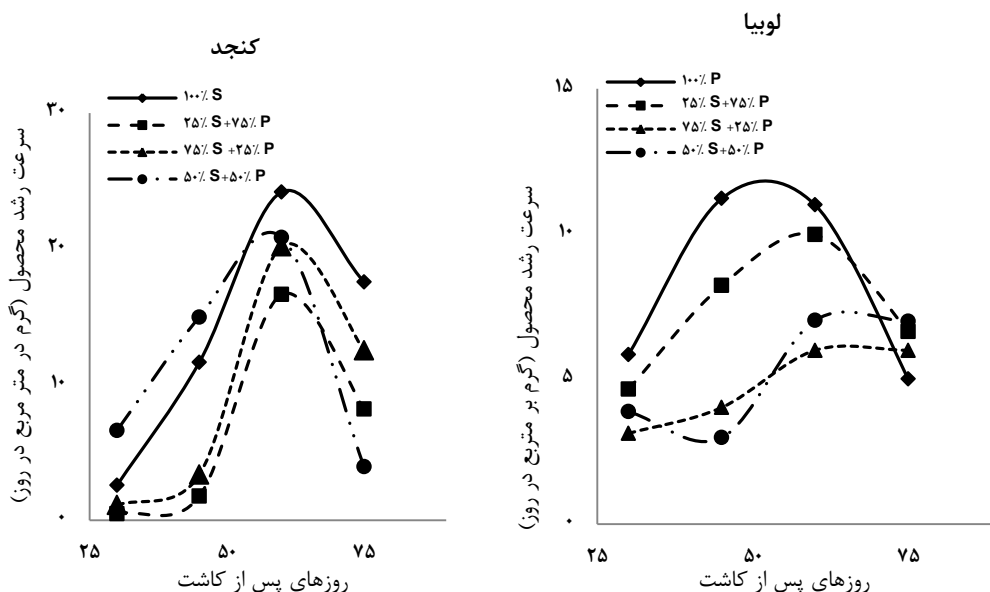 لوبیا
۱۵
۱۰
۵
۰
۱۰۰٪ P
۲۵٪ S+۷۵٪ P
۷۵٪ S +۲۵٪ P
۵۰٪ S+۵۰٪ P
سرعت رشد محصول (گرم بر متربع در روز)
۲۵
۵۰
۷۵
روزهای پس از کاشت
کنجد
۳۰
۲۰
۱۰
۰
۱۰۰٪ S
۲۵٪ S+۷۵٪ P
۷۵٪ S +۲۵٪ P
۵۰٪ S+۵۰٪ P
سرعت رشد محصول (گرم در متر مربع در روز)
۲۵
۵۰
۷۵
روزهای پس از کاشت